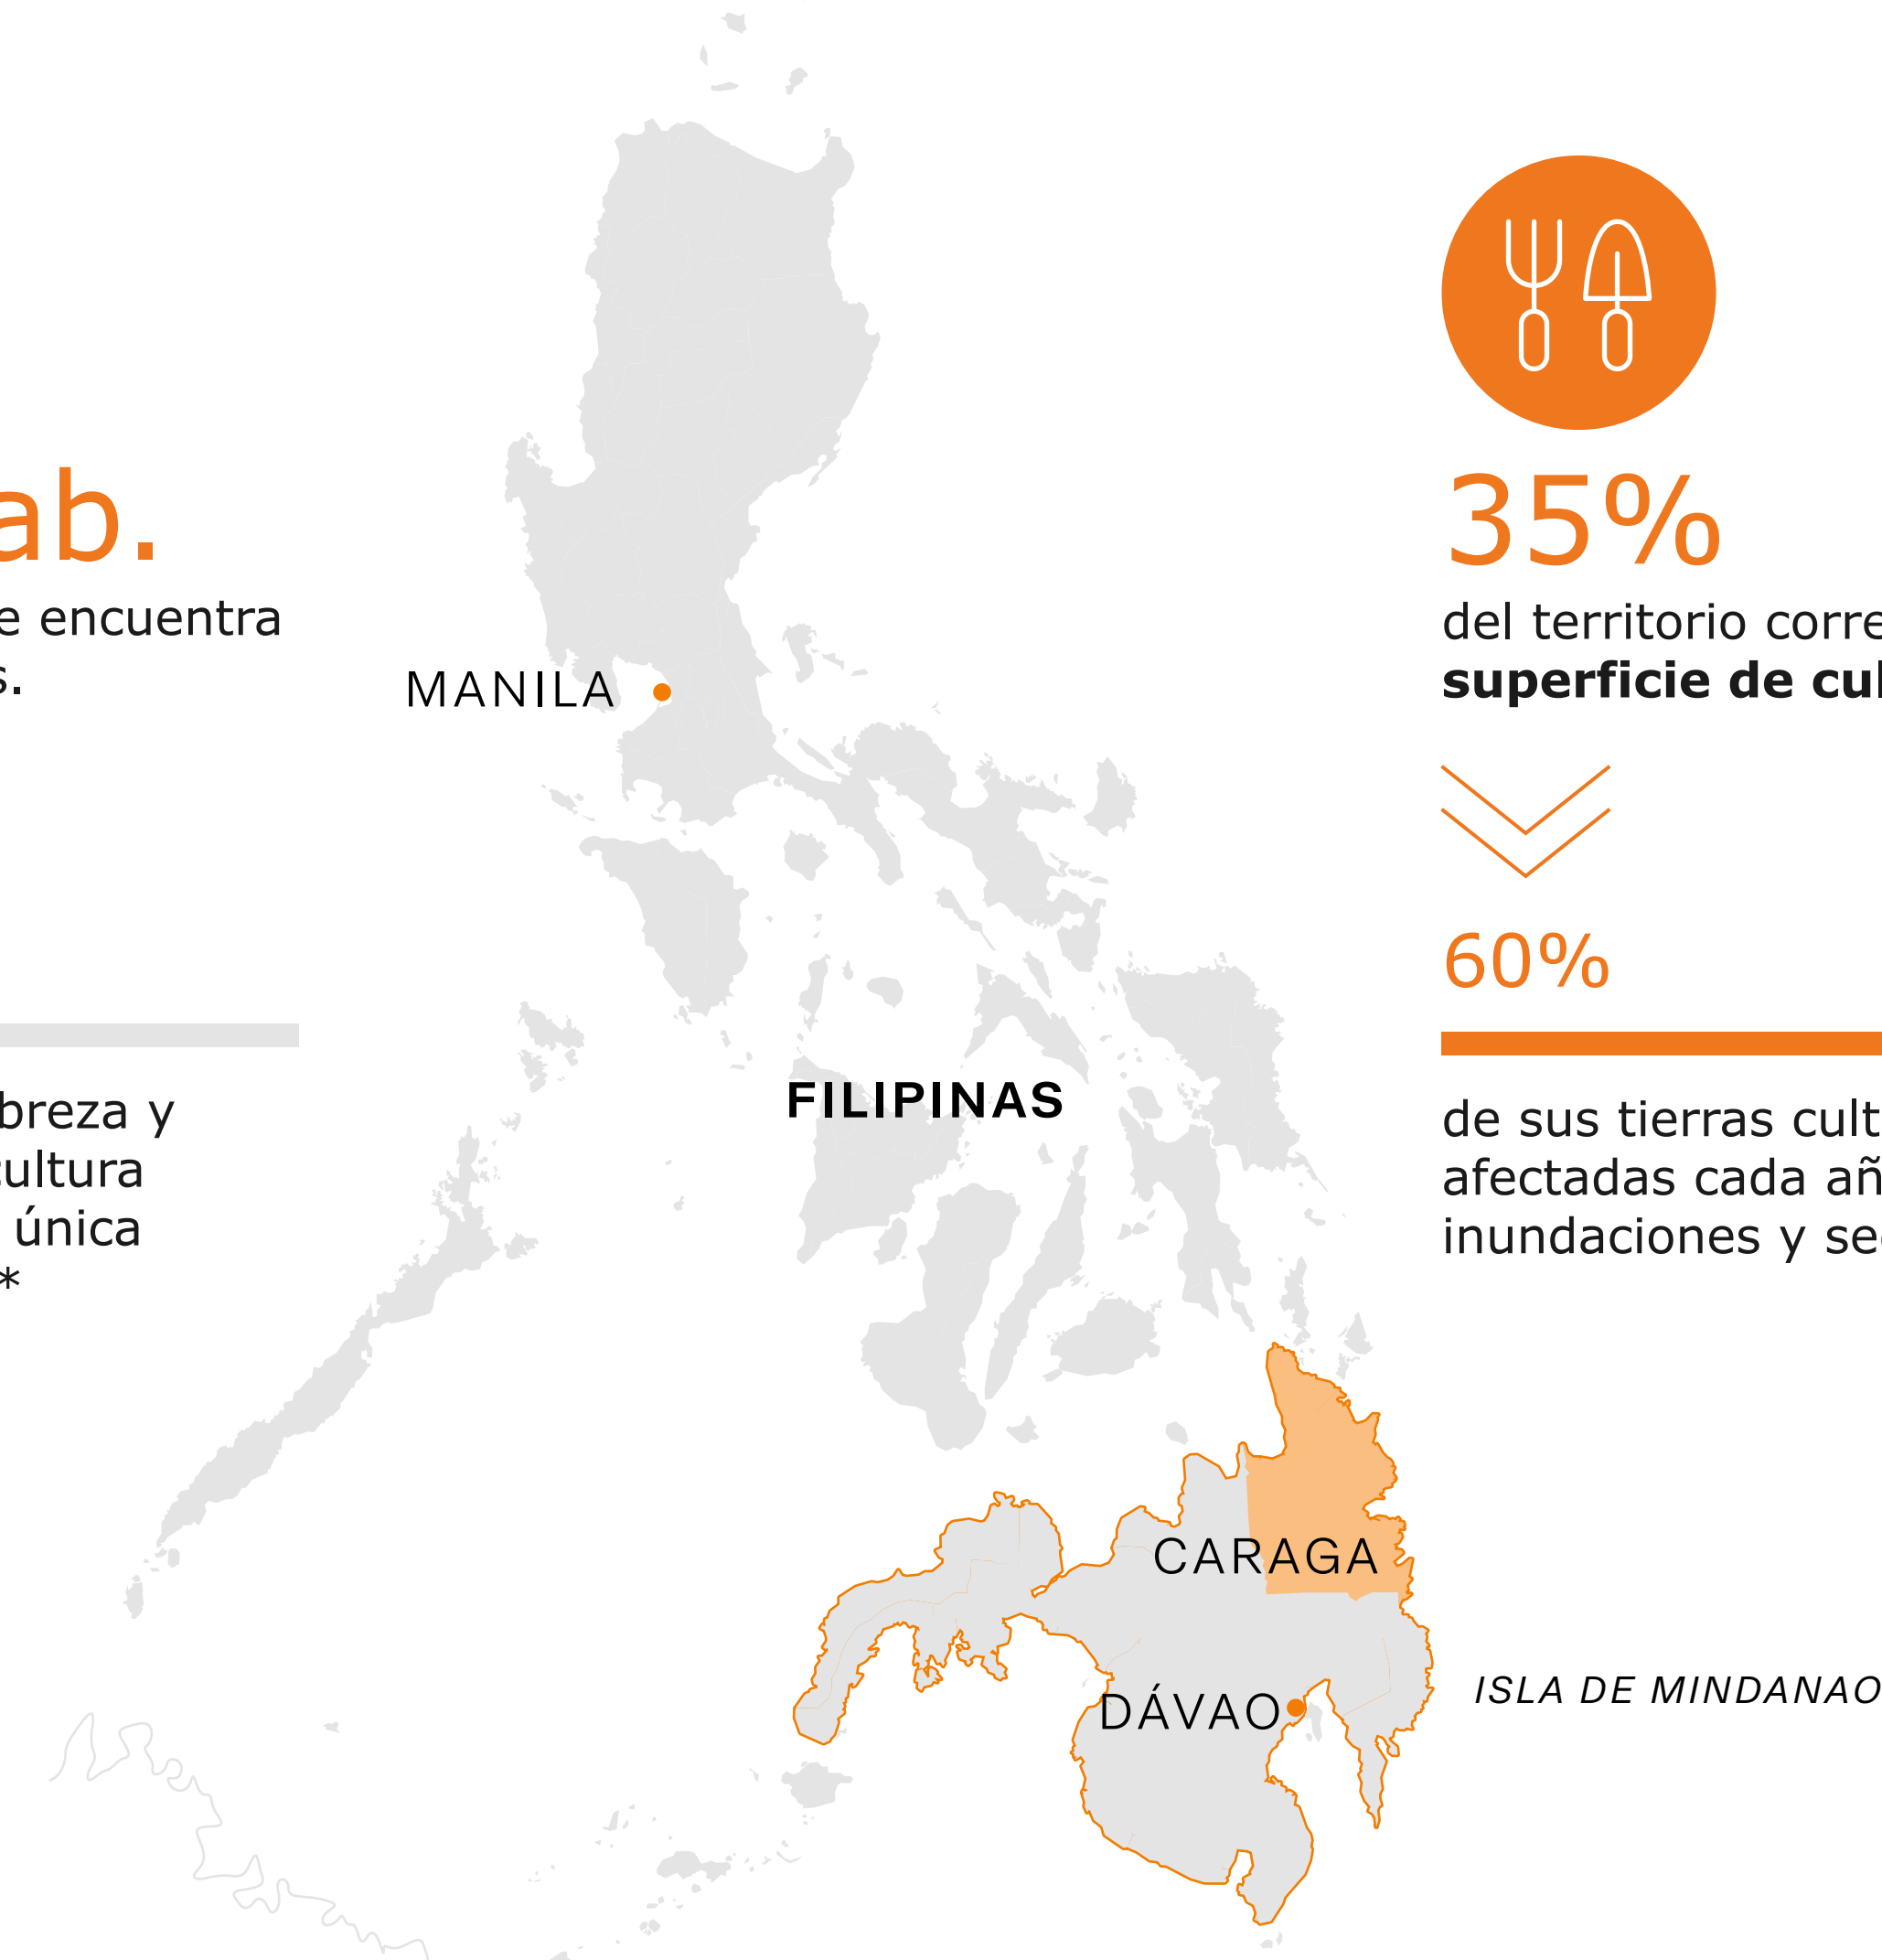 ab.
e encuentra
s.
breza y
cultura
única
*
MANILA
FILIPINAS
CARAGA
DÁVAO
ISLA DE MINDANAO
35%
del territorio corre
superficie de cul
60%
de sus tierras cult
afectadas cada añ
inundaciones y se